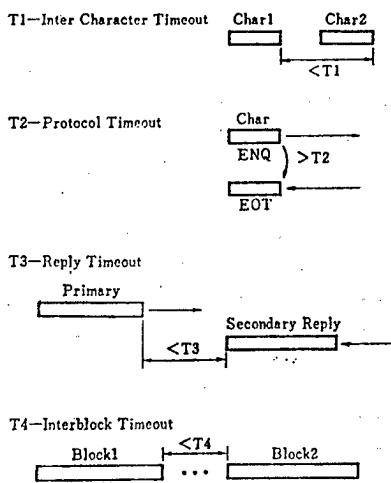 T1—Inter Character Timeout
Char1 Char2
<T1
T2—Protocol Timeout
Char
ENQ
>T2
EOT
T3—Reply Timeout
Primary
<T3
Secondary Reply
T4—Interblock Timeout
<T4
Block1 ... Block2